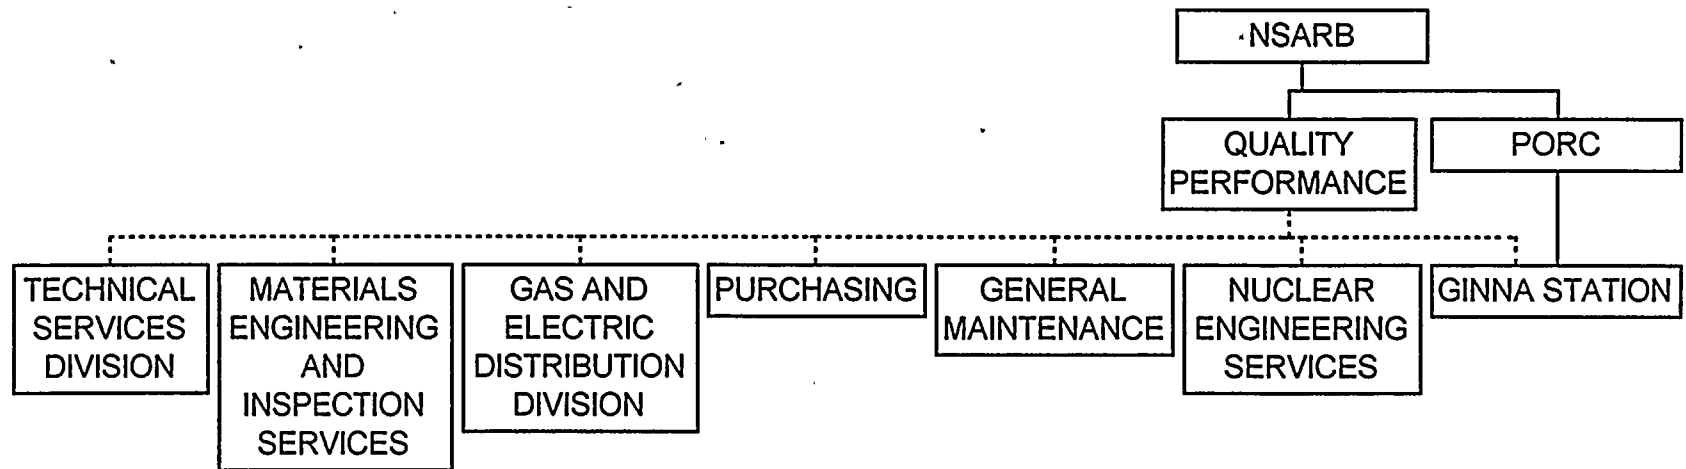 NSARB
QUALITY
PERFORMANCE
PORC
TECHNICAL
SERVICES
DIVISION
MATERIALS
ENGINEERING
AND
INSPECTION
SERVICES
GAS AND
ELECTRIC
DISTRIBUTION
DIVISION
PURCHASING
GENERAL
MAINTENANCE
NUCLEAR
ENGINEERING
SERVICES
GINNA STATION